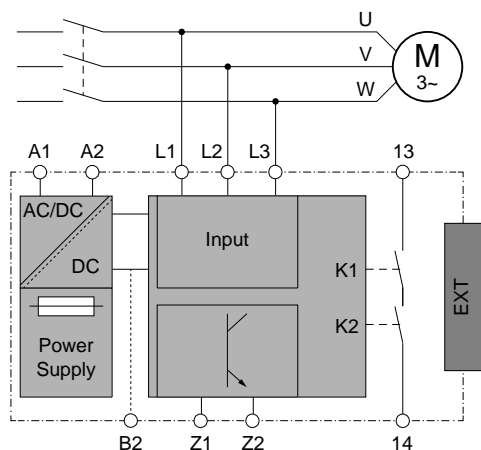 U
V
W
M
3~
A1
A2
L1
L2
L3
13
AC/DC
DC
Input
K1
K2
EXT
Power
Supply
B2
Z1
Z2
14